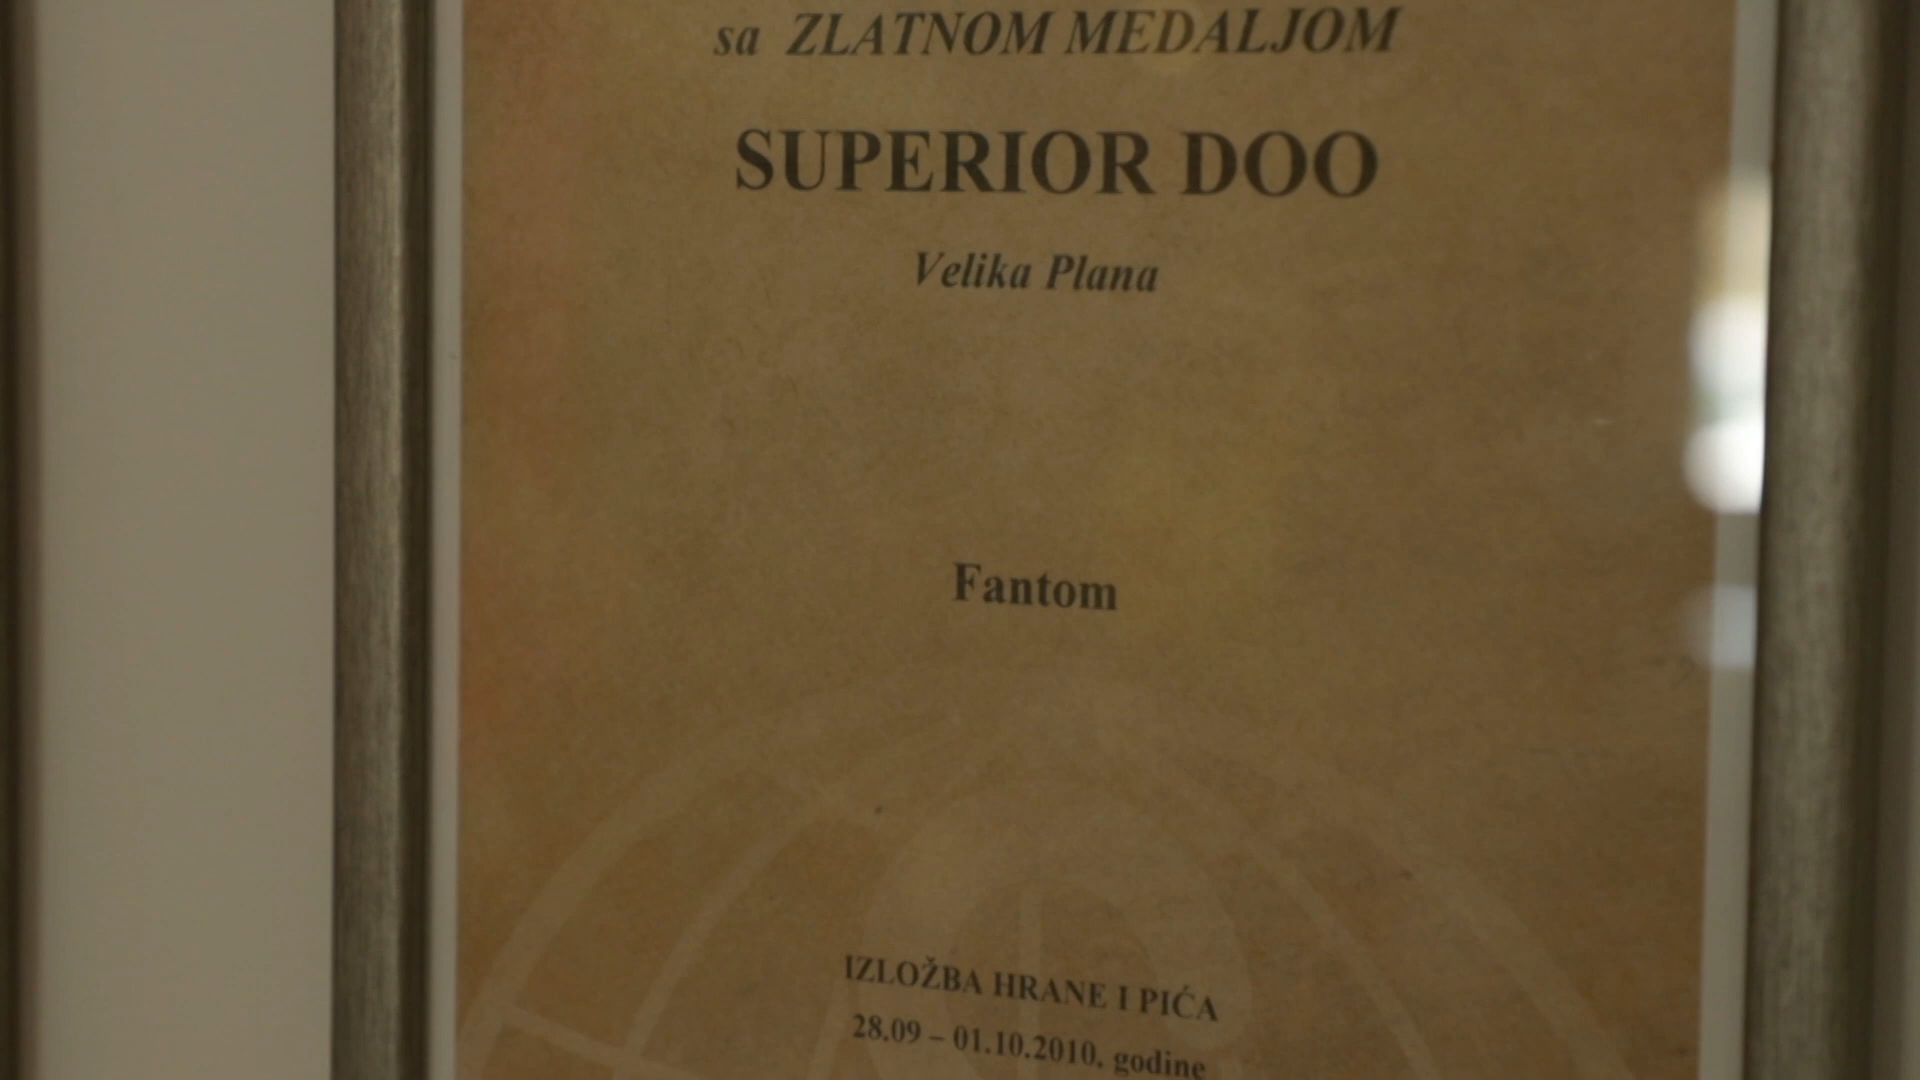 sa ZLATNOM MEDALJOM
SUPERIOR DOO
Velika Plana
Fantom
IZLOŽBA HRANE I PIĆA
28.09 – 01.10.2010. godine